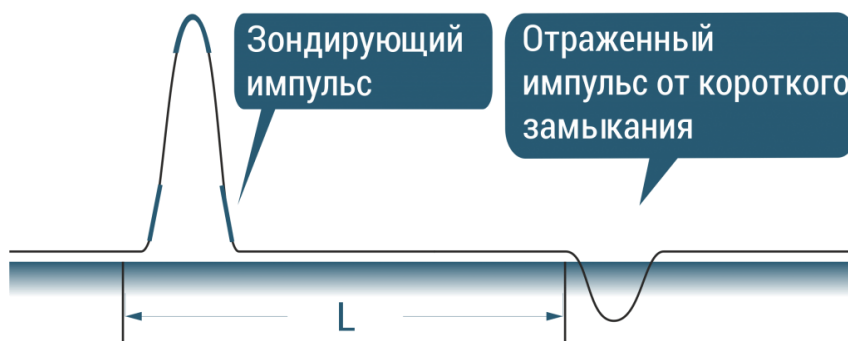 Зондирующий
импульс
Отраженный
импульс от короткого
замыкания
L